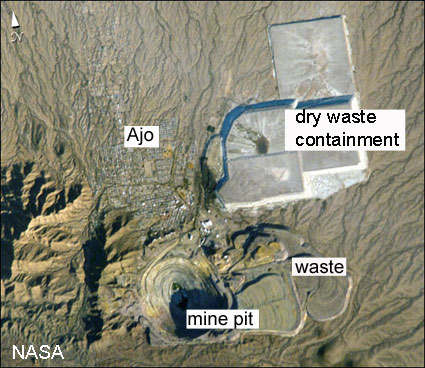 N
Ajo
dry waste
containment
waste
mine pit
NASA